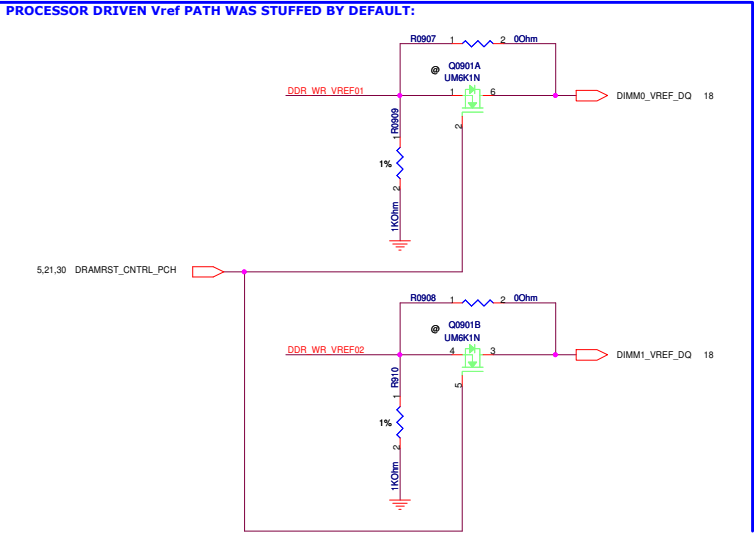 PROCESSOR DRIVEN Vref PATH WAS STUFFED BY DEFAULT:
R0907 1 2 0Ohm
@ Q0901A
UM6K1N
DDR_WR_VREF01 1 6 DIMM0_VREF_DQ 18
2
R0909
1
1%
2
1KOhm
5,21,30 DRAMRST_CNTRL_PCH
R0908 1 2 0Ohm
@ Q0901B
UM6K1N
DDR_WR_VREF02 4 3 DIMM1_VREF_DQ 18
5
R910
1
1%
2
1KOhm